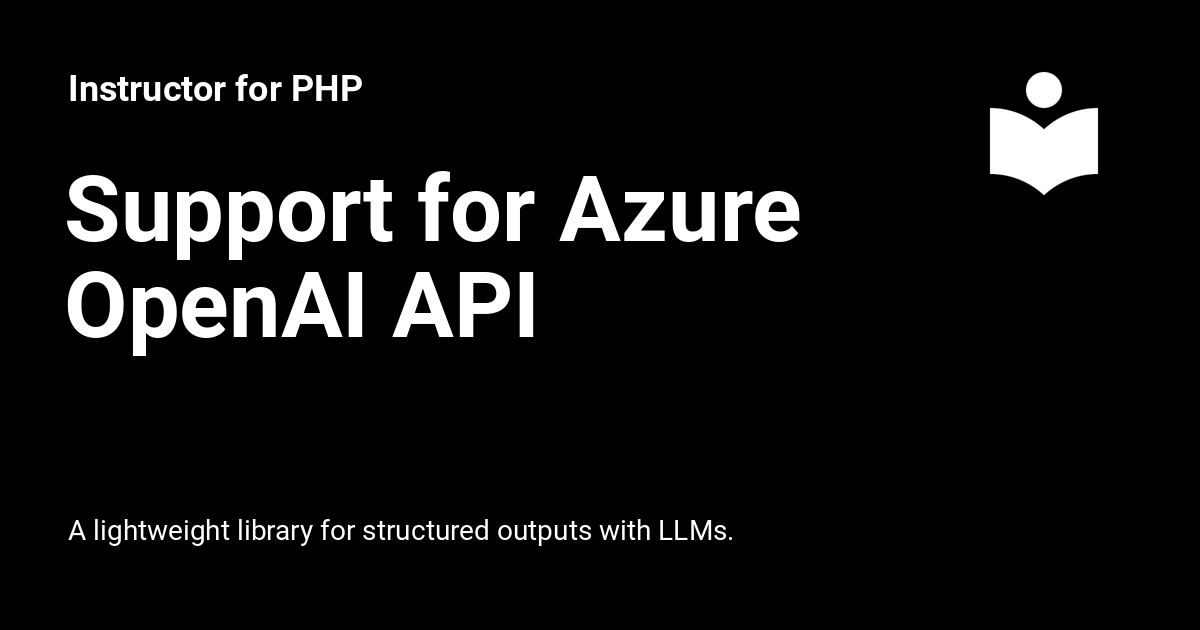 Instructor for PHP
Support for Azure
OpenAI API
A lightweight library for structured outputs with LLMs.